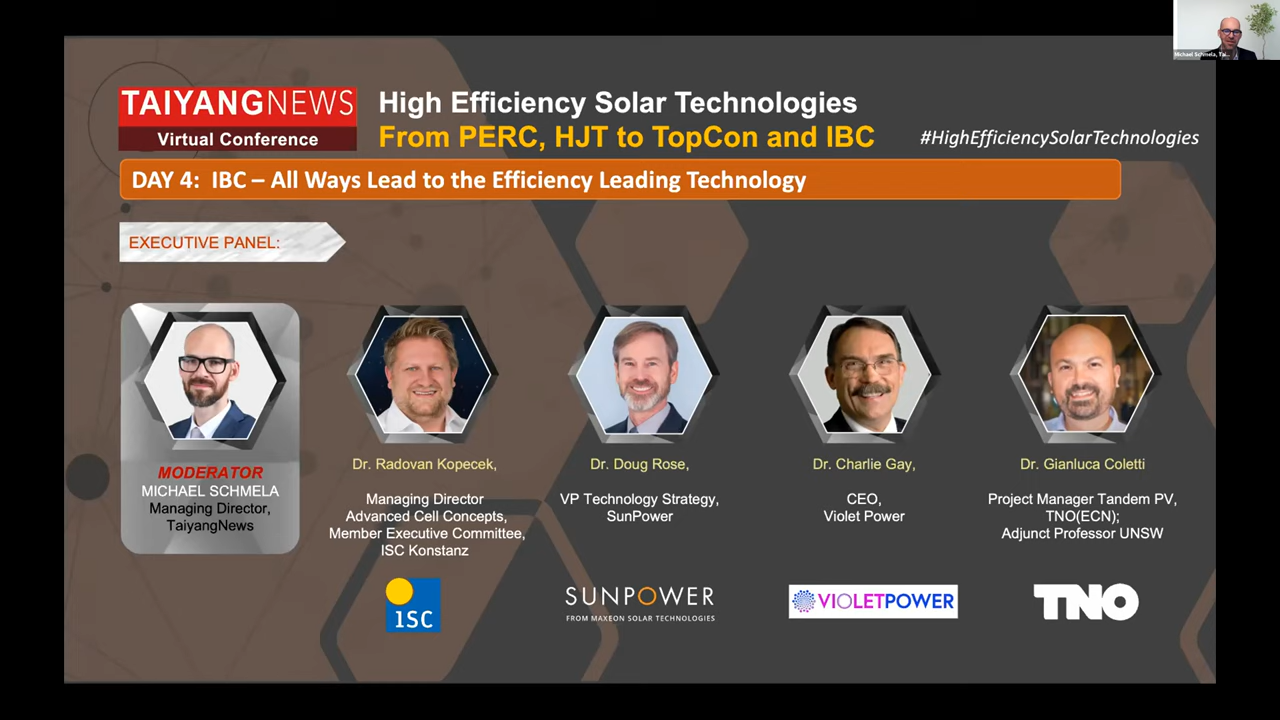 Michael Schmela, Tai...
TAIYANGNEWS
Virtual Conference
High Efficiency Solar Technologies
From PERC, HJT to TopCon and IBC
#HighEfficiencySolarTechnologies
DAY 4: IBC – All Ways Lead to the Efficiency Leading Technology
EXECUTIVE PANEL:
MODERATOR
MICHAEL SCHMELA
Managing Director,
TaiyangNews
Dr. Radovan Kopecek,
Managing Director
Advanced Cell Concepts,
Member Executive Committee,
ISC Konstanz
ISC
Dr. Doug Rose,
VP Technology Strategy,
SunPower
SUNPOWER
FROM MAXEON SOLAR TECHNOLOGIES
Dr. Charlie Gay,
CEO,
Violet Power
VIOLETPOWER
Dr. Gianluca Coletti
Project Manager Tandem PV,
TNO(ECN);
Adjunct Professor UNSW
TNO